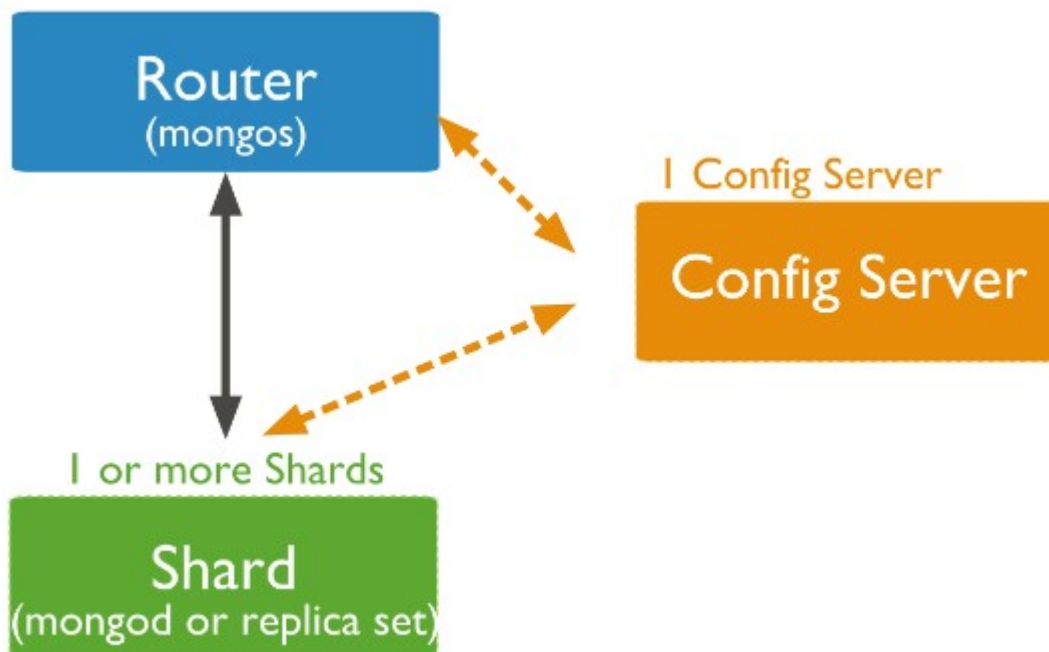 Router
(mongos)
1 Config Server
Config Server
1 or more Shards
Shard
(mongod or replica set)